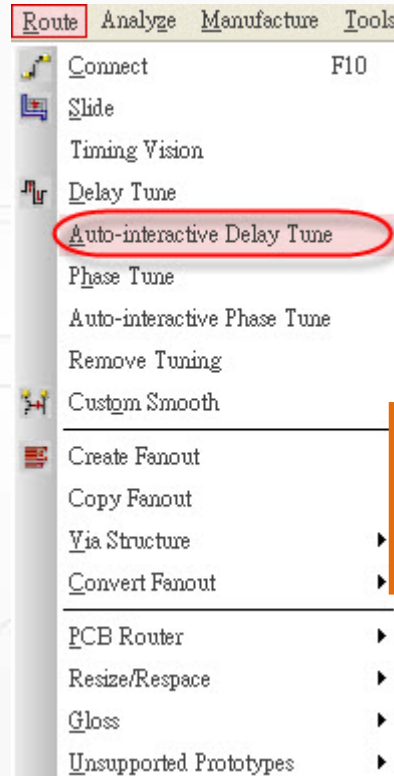 Route Analyze Manufacture Tools
Connect F10
Slide
Timing Vision
Delay Tune
Auto-interactive Delay Tune
Phase Tune
Auto-interactive Phase Tune
Remove Tuning
Custom Smooth
Create Fanout
Copy Fanout
Via Structure
Convert Fanout
PCB Router
Resize/Respace
Gloss
Unsupported Prototypes